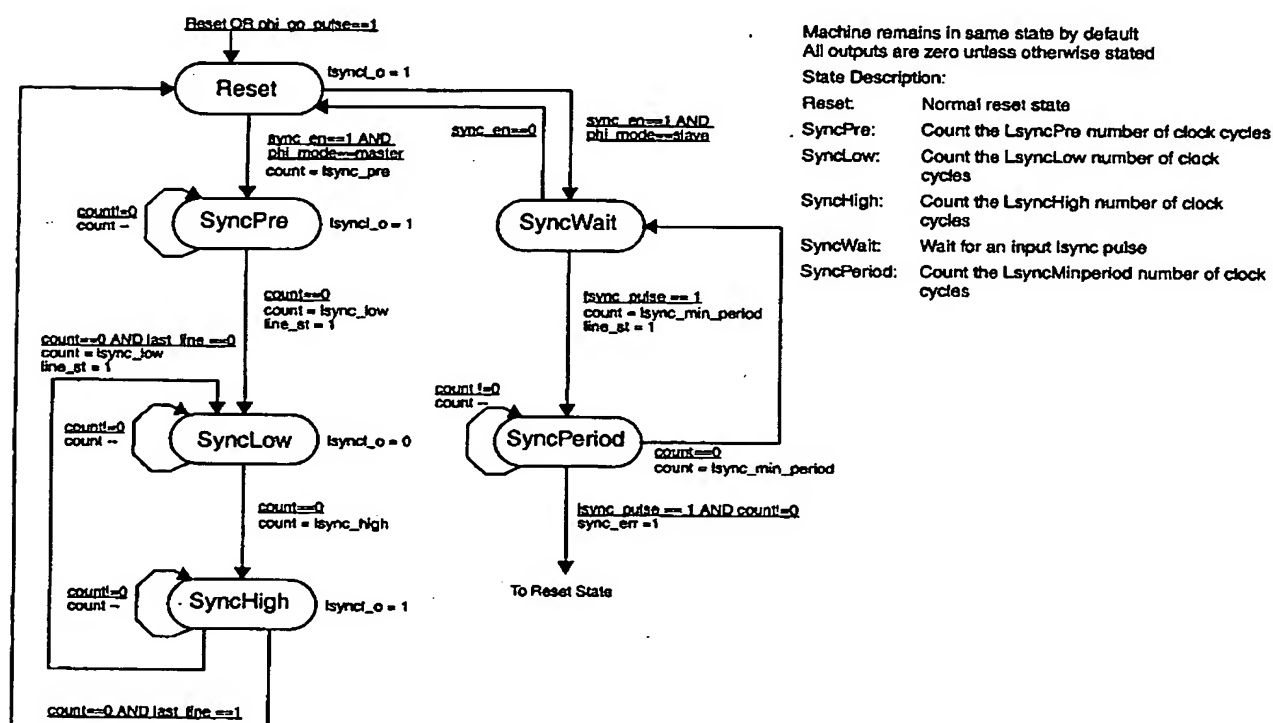 Reset OR phi_go_pulse==1
Reset
lsyncl_o = 1
sync_en==1 AND
phi_mode==master
count = lsync_pre
sync_en==0
sync_en==1 AND
phi_mode==slave
count!=0
count --
SyncPre
lsyncl_o = 1
SyncWait
count==0
count = lsync_low
line_st = 1
lsync_pulse == 1
count = lsync_min_period
line_st = 1
count==0 AND last_line ==0
count = lsync_low
line_st = 1
count!=0
count --
SyncLow
lsyncl_o = 0
count !=0
count --
SyncPeriod
count==0
count = lsync_min_period
count==0
count = lsync_high
lsync_pulse == 1 AND count!=0
sync_err =1
To Reset State
count!=0
count --
SyncHigh
lsyncl_o = 1
count==0 AND last_line ==1
Machine remains in same state by default
All outputs are zero unless otherwise stated
State Description:
Reset: Normal reset state
SyncPre: Count the LsyncPre number of clock cycles
SyncLow: Count the LsyncLow number of clock
cycles
SyncHigh: Count the LsyncHigh number of clock
cycles
SyncWait: Wait for an input lsync pulse
SyncPeriod: Count the LsyncMinperiod number of clock
cycles